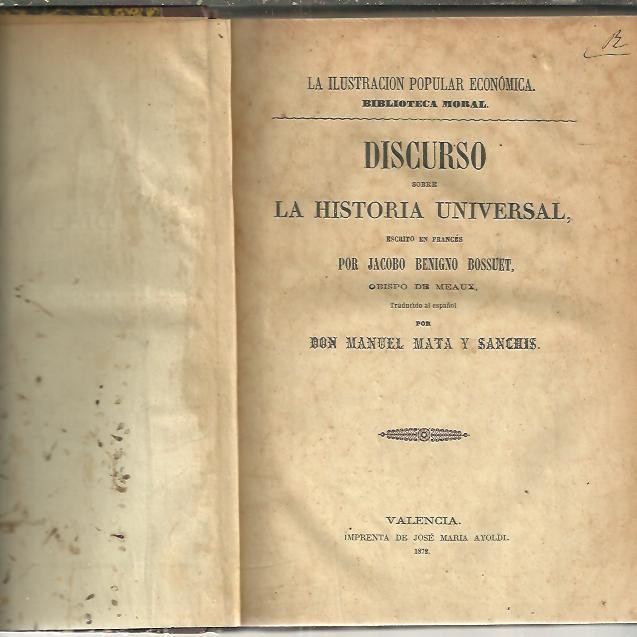 LA ILUSTRACION POPULAR ECONÓMICA.
BIBLIOTECA MORAL.
DISCURSO
SOBRE
LA HISTORIA UNIVERSAL,
ESCRITO EN FRANCÉS
POR JACOBO BENIGNO BOSSUET,
OBISPO DE MEAUX,
Traducido al español
POR
DON MANUEL MATA Y SANCHIS.
VALENCIA.
IMPRENTA DE JOSÉ MARIA AYOLDI.
1872.